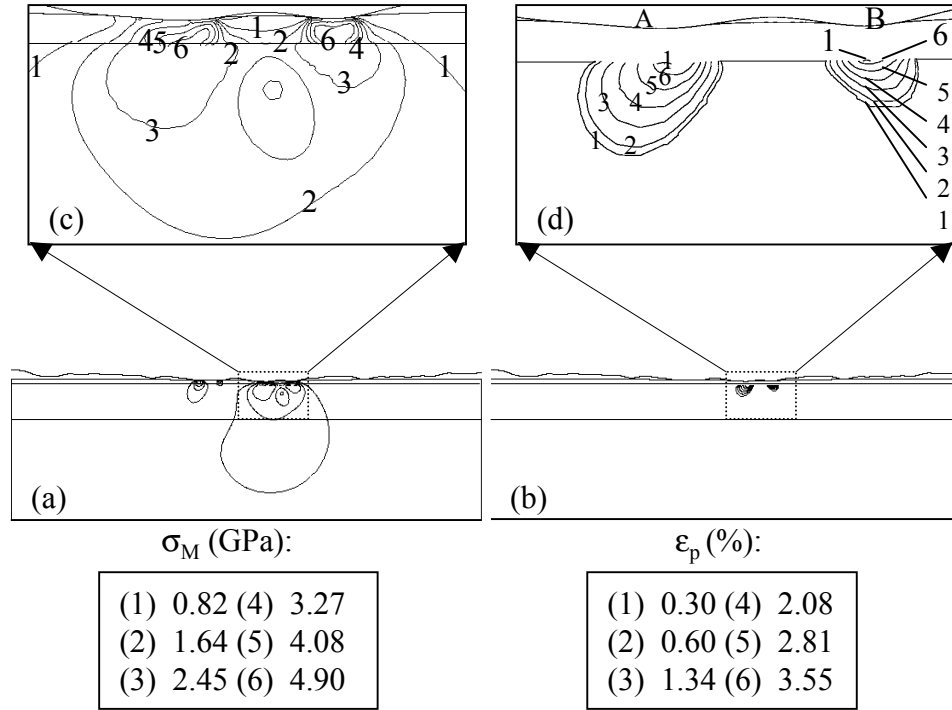 1 456 2 1 2 6 4 1
3
3
2
(c)
A B
1 6
1
6
5
3 4
1 2
5
4
3
2
1
(d)
(a)
(b)
σM (GPa):
εp (%):
(1) 0.82 (4) 3.27
(2) 1.64 (5) 4.08
(3) 2.45 (6) 4.90
(1) 0.30 (4) 2.08
(2) 0.60 (5) 2.81
(3) 1.34 (6) 3.55